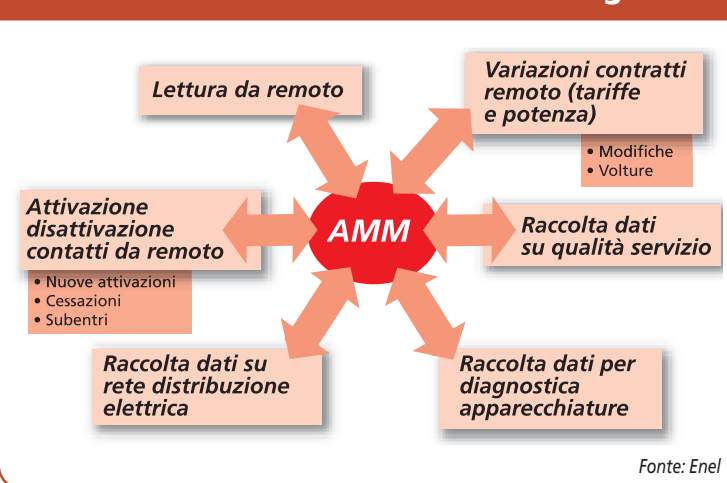 Lettura da remoto
Variazioni contratti
remoto (tariffe
e potenza)
• Modifiche
• Volture
Attivazione
disattivazione
contatti da remoto
• Nuove attivazioni
• Cessazioni
• Subentri
AMM
Raccolta dati
su qualità servizio
Raccolta dati su
rete distribuzione
elettrica
Raccolta dati per
diagnostica
apparecchiature
Fonte: Enel